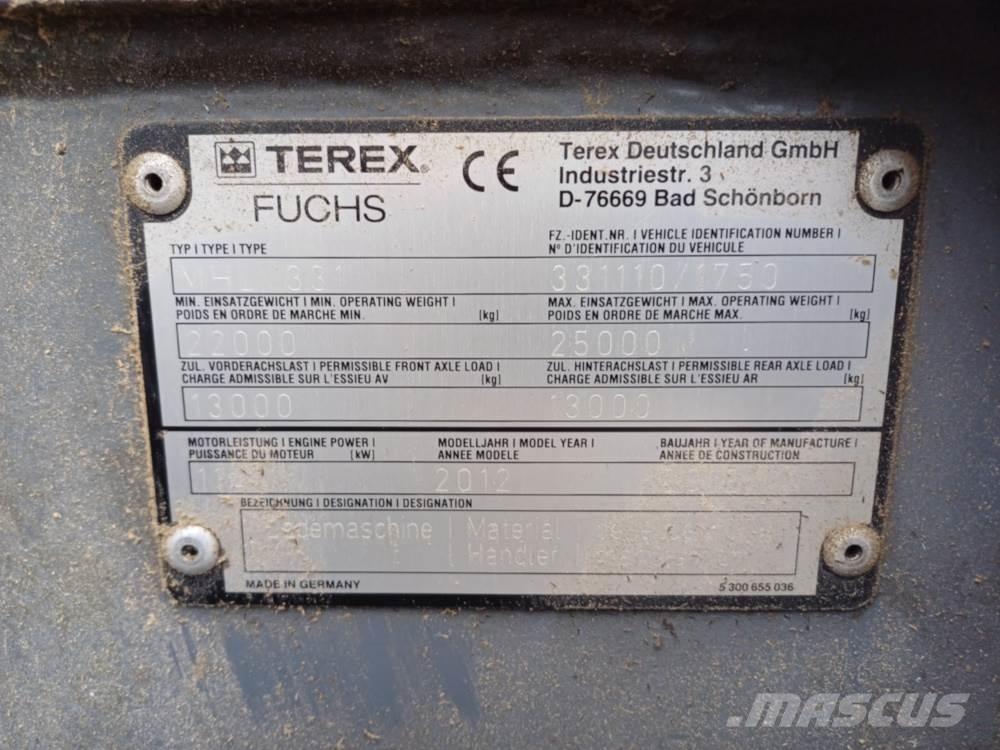 TEREX®
FUCHS
CE
Terex Deutschland GmbH
Industriestr. 3
D-76669 Bad Schönborn
TYP | TYPE | TYPE
FZ.-IDENT.NR. | VEHICLE IDENTIFICATION NUMBER |
N° D'IDENTIFICATION DU VEHICULE
MHL 331
331110/1750
MIN. EINSATZGEWICHT | MIN. OPERATING WEIGHT |
POIDS EN ORDRE DE MARCHE MIN. [kg]
MAX. EINSATZGEWICHT | MAX. OPERATING WEIGHT |
POIDS EN ORDRE DE MARCHE MAX. [kg]
22000
25000
ZUL. VORDERACHSLAST | PERMISSIBLE FRONT AXLE LOAD |
CHARGE ADMISSIBLE SUR L'ESSIEU AV [kg]
ZUL. HINTERACHSLAST | PERMISSIBLE REAR AXLE LOAD |
CHARGE ADMISSIBLE SUR L'ESSIEU AR [kg]
13000
13000
MOTORLEISTUNG | ENGINE POWER |
PUISSANCE DU MOTEUR [kW]
MODELLJAHR | MODEL YEAR |
ANNEE MODELE
BAUJAHR | YEAR OF MANUFACTURE |
ANNEE DE CONSTRUCTION
2012
BEZEICHNUNG | DESIGNATION | DESIGNATION
Lademaschine | Material
Handler
MADE IN GERMANY
5 300 655 036
MASCUS